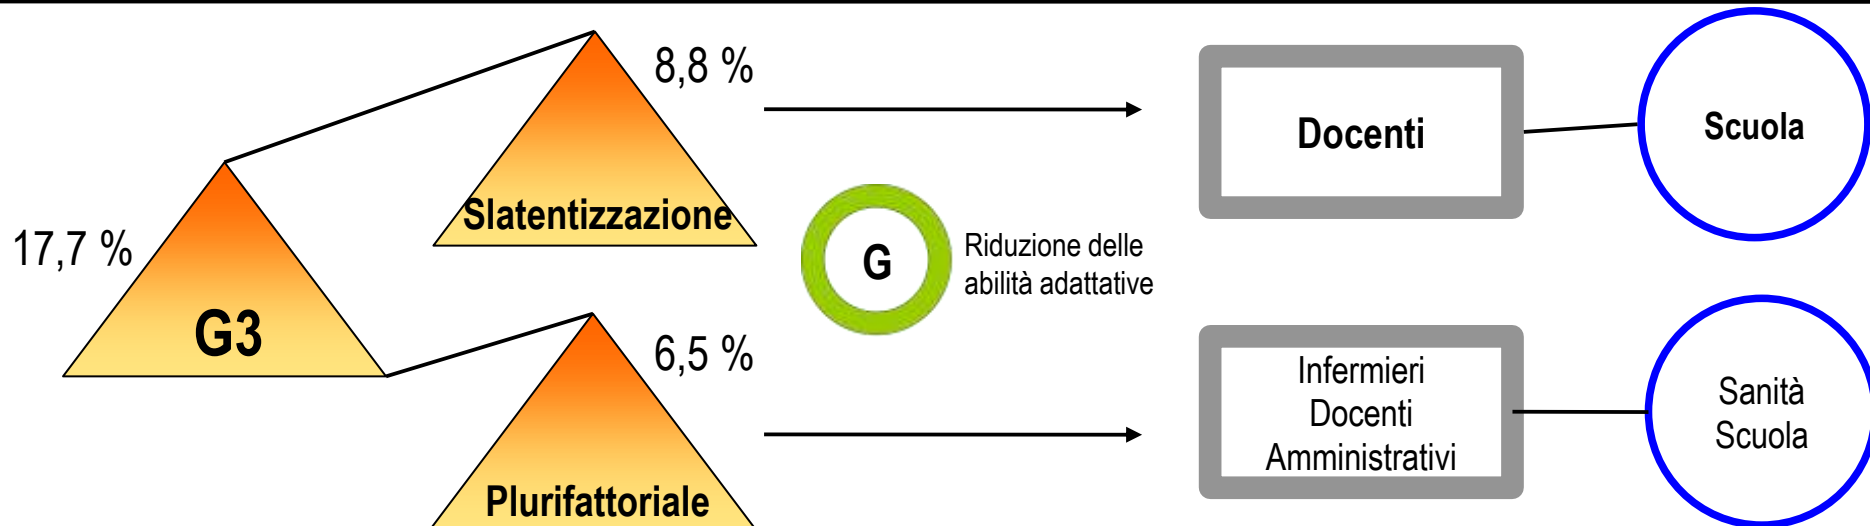 17,7 %
G3
8,8 %
Slatentizzazione
6,5 %
Plurifattoriale
G
Riduzione delle
abilità adattative
Docenti
Scuola
Infermieri
Docenti
Amministrativi
Sanità
Scuola